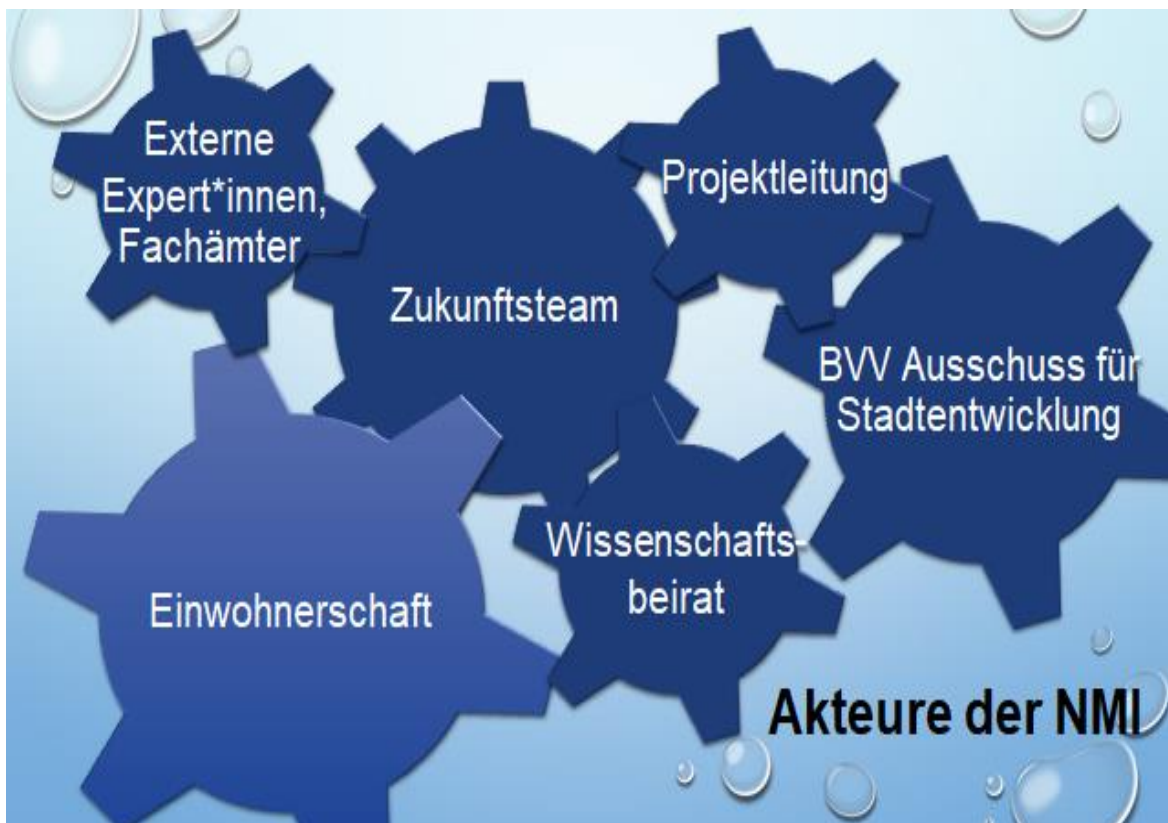 Externe
Expert*innen,
Fachämter
Projektleitung
Zukunftsteam
BVV Ausschuss für
Stadtentwicklung
Wissenschafts-
beirat
Einwohnerschaft
Akteure der NMI